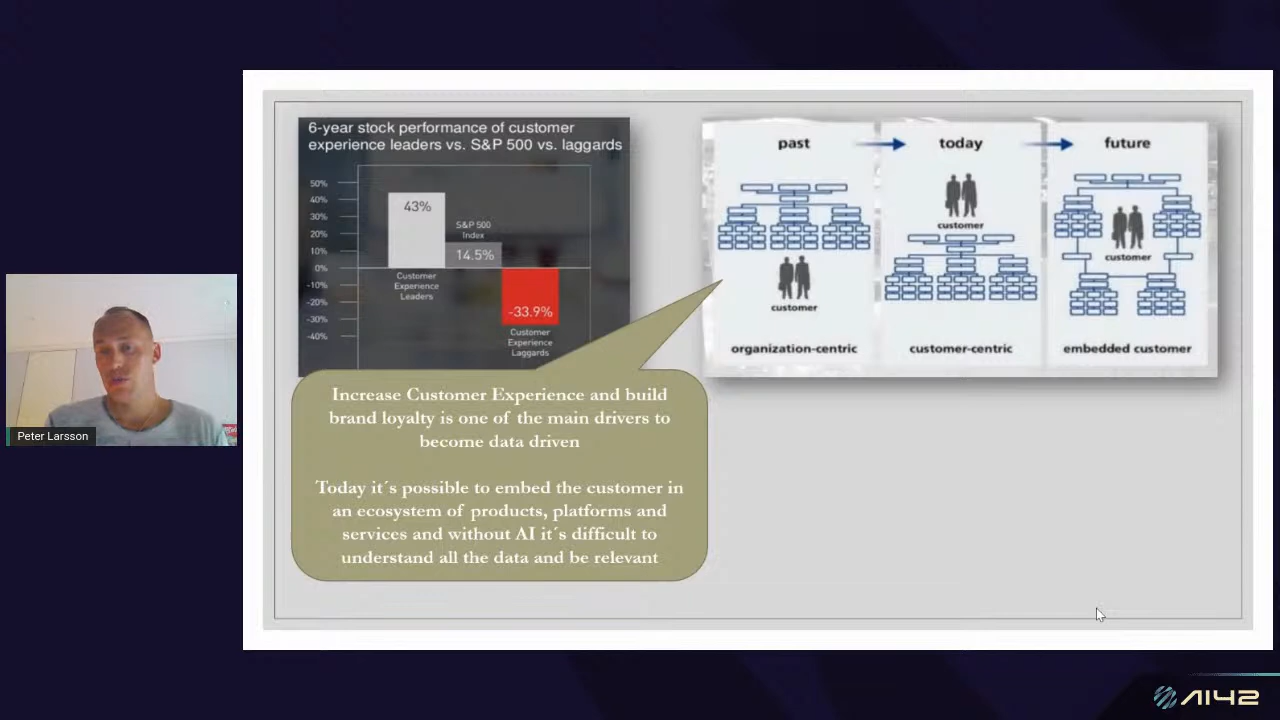 6-year stock performance of customer
experience leaders vs. S&P 500 vs. laggards
50%
40%
30%
20%
10%
0%
-10%
-20%
-30%
-40%
43%
Customer
Experience
Leaders
S&P 500
Index
14.5%
-33.9%
Customer
Experience
Laggards
past
today
future
customer
customer
customer
organization-centric
customer-centric
embedded customer
Increase Customer Experience and build
brand loyalty is one of the main drivers to
become data driven
Today it´s possible to embed the customer in
an ecosystem of products, platforms and
services and without AI it´s difficult to
understand all the data and be relevant
Peter Larsson
AI42